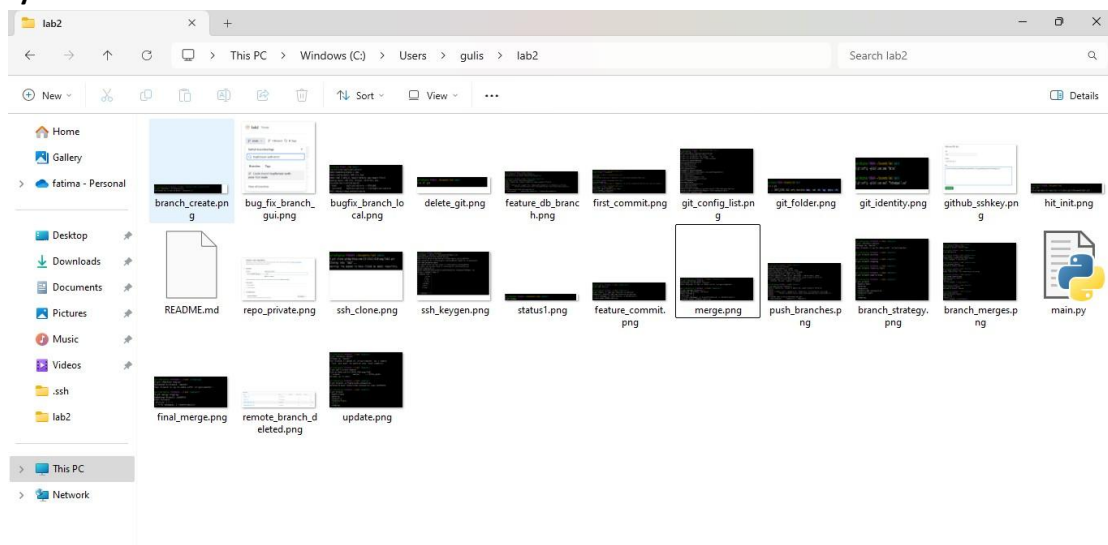 lab2
This PC > Windows (C:) > Users > gulis > lab2
Search lab2
New
Sort
View
Details
Home
Gallery
fatima - Personal
Desktop
Downloads
Documents
Pictures
Music
Videos
.ssh
lab2
This PC
Network
branch_create.pn
g
bug_fix_branch_
gui.png
bugfix_branch_lo
cal.png
delete_git.png
feature_db_branc
h.png
first_commit.png
git_config_list.pn
g
git_folder.png
git_identity.png
github_sshkey.pn
g
hit_init.png
README.md
repo_private.png
ssh_clone.png
ssh_keygen.png
status1.png
feature_commit.
png
merge.png
push_branches.p
ng
branch_strategy.
png
branch_merges.p
ng
main.py
final_merge.png
remote_branch_d
eleted.png
update.png